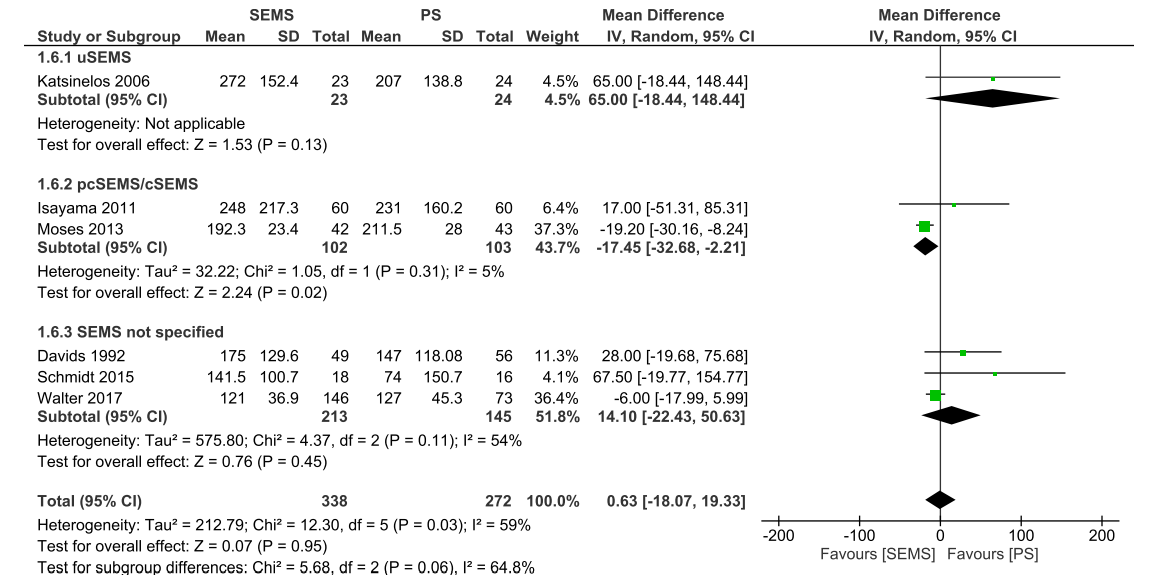 SEMS PS Mean Difference Mean Difference
Study or Subgroup Mean SD Total Mean SD Total Weight IV, Random, 95% CI IV, Random, 95% CI
1.6.1 uSEMS
Katsinelos 2006 272 152.4 23 207 138.8 24 4.5% 65.00 [-18.44, 148.44]
Subtotal (95% CI) 23 24 4.5% 65.00 [-18.44, 148.44]
Heterogeneity: Not applicable
Test for overall effect: Z = 1.53 (P = 0.13)
1.6.2 pcSEMS/cSEMS
Isayama 2011 248 217.3 60 231 160.2 60 6.4% 17.00 [-51.31, 85.31]
Moses 2013 192.3 23.4 42 211.5 28 43 37.3% -19.20 [-30.16, -8.24]
Subtotal (95% CI) 102 103 43.7% -17.45 [-32.68, -2.21]
Heterogeneity: Tau² = 32.22; Chi² = 1.05, df = 1 (P = 0.31); I² = 5%
Test for overall effect: Z = 2.24 (P = 0.02)
1.6.3 SEMS not specified
Davids 1992 175 129.6 49 147 118.08 56 11.3% 28.00 [-19.68, 75.68]
Schmidt 2015 141.5 100.7 18 74 150.7 16 4.1% 67.50 [-19.77, 154.77]
Walter 2017 121 36.9 146 127 45.3 73 36.4% -6.00 [-17.99, 5.99]
Subtotal (95% CI) 213 145 51.8% 14.10 [-22.43, 50.63]
Heterogeneity: Tau² = 575.80; Chi² = 4.37, df = 2 (P = 0.11); I² = 54%
Test for overall effect: Z = 0.76 (P = 0.45)
Total (95% CI) 338 272 100.0% 0.63 [-18.07, 19.33]
Heterogeneity: Tau² = 212.79; Chi² = 12.30, df = 5 (P = 0.03); I² = 59%
Test for overall effect: Z = 0.07 (P = 0.95)
Test for subgroup differences: Chi² = 5.68, df = 2 (P = 0.06), I² = 64.8%
-200 -100 0 100 200
Favours [SEMS] Favours [PS]